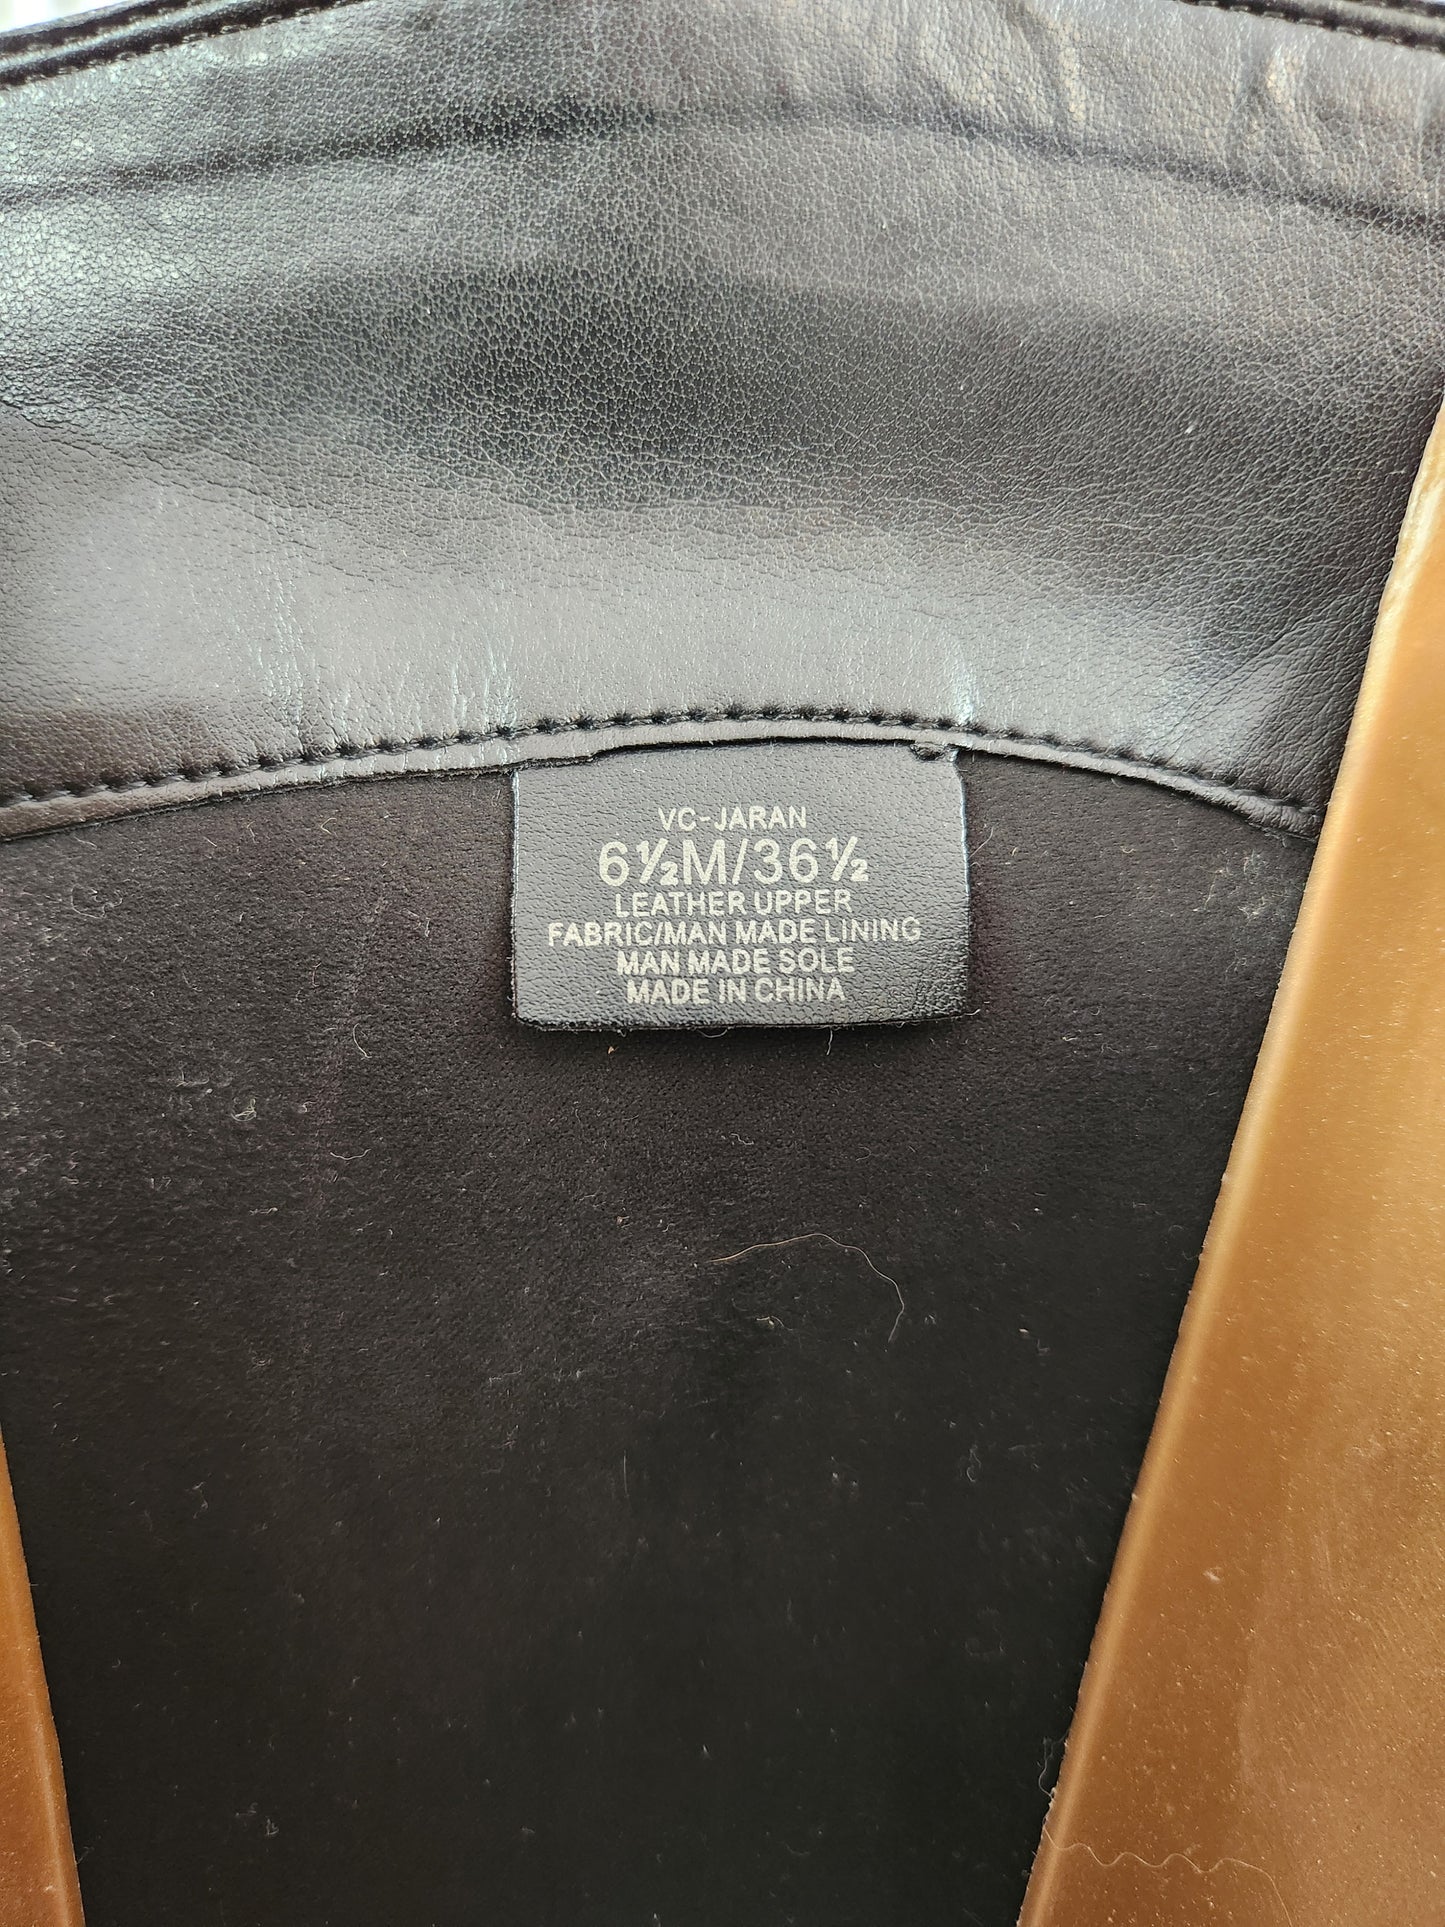 VC-JARAN
6½M/36½
LEATHER UPPER
FABRIC/MAN MADE LINING
MAN MADE SOLE
MADE IN CHINA